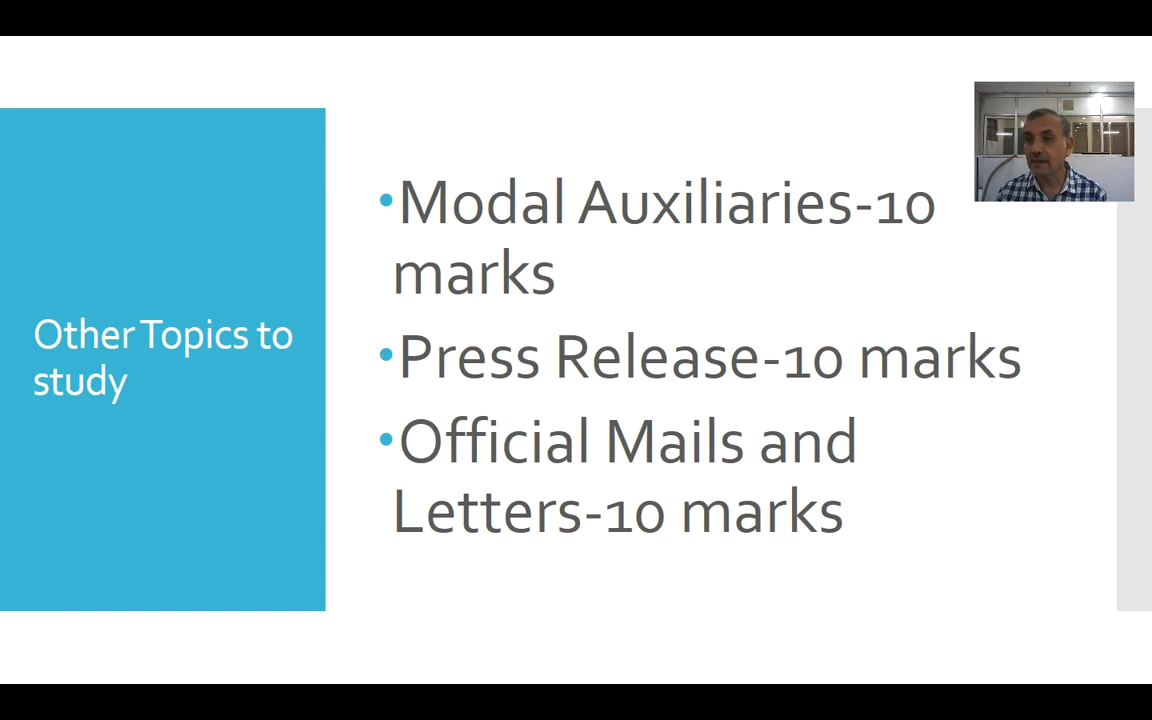 Other Topics to
study
•Modal Auxiliaries-10
marks
•Press Release-10 marks
•Official Mails and
Letters-10 marks